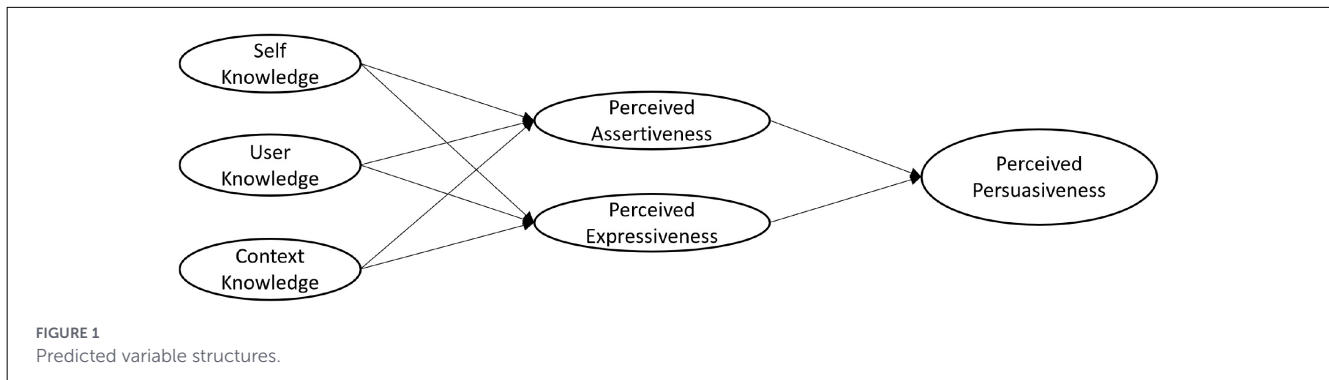 Self
Knowledge
User
Knowledge
Context
Knowledge
Perceived
Assertiveness
Perceived
Expressiveness
Perceived
Persuasiveness
FIGURE 1
Predicted variable structures.